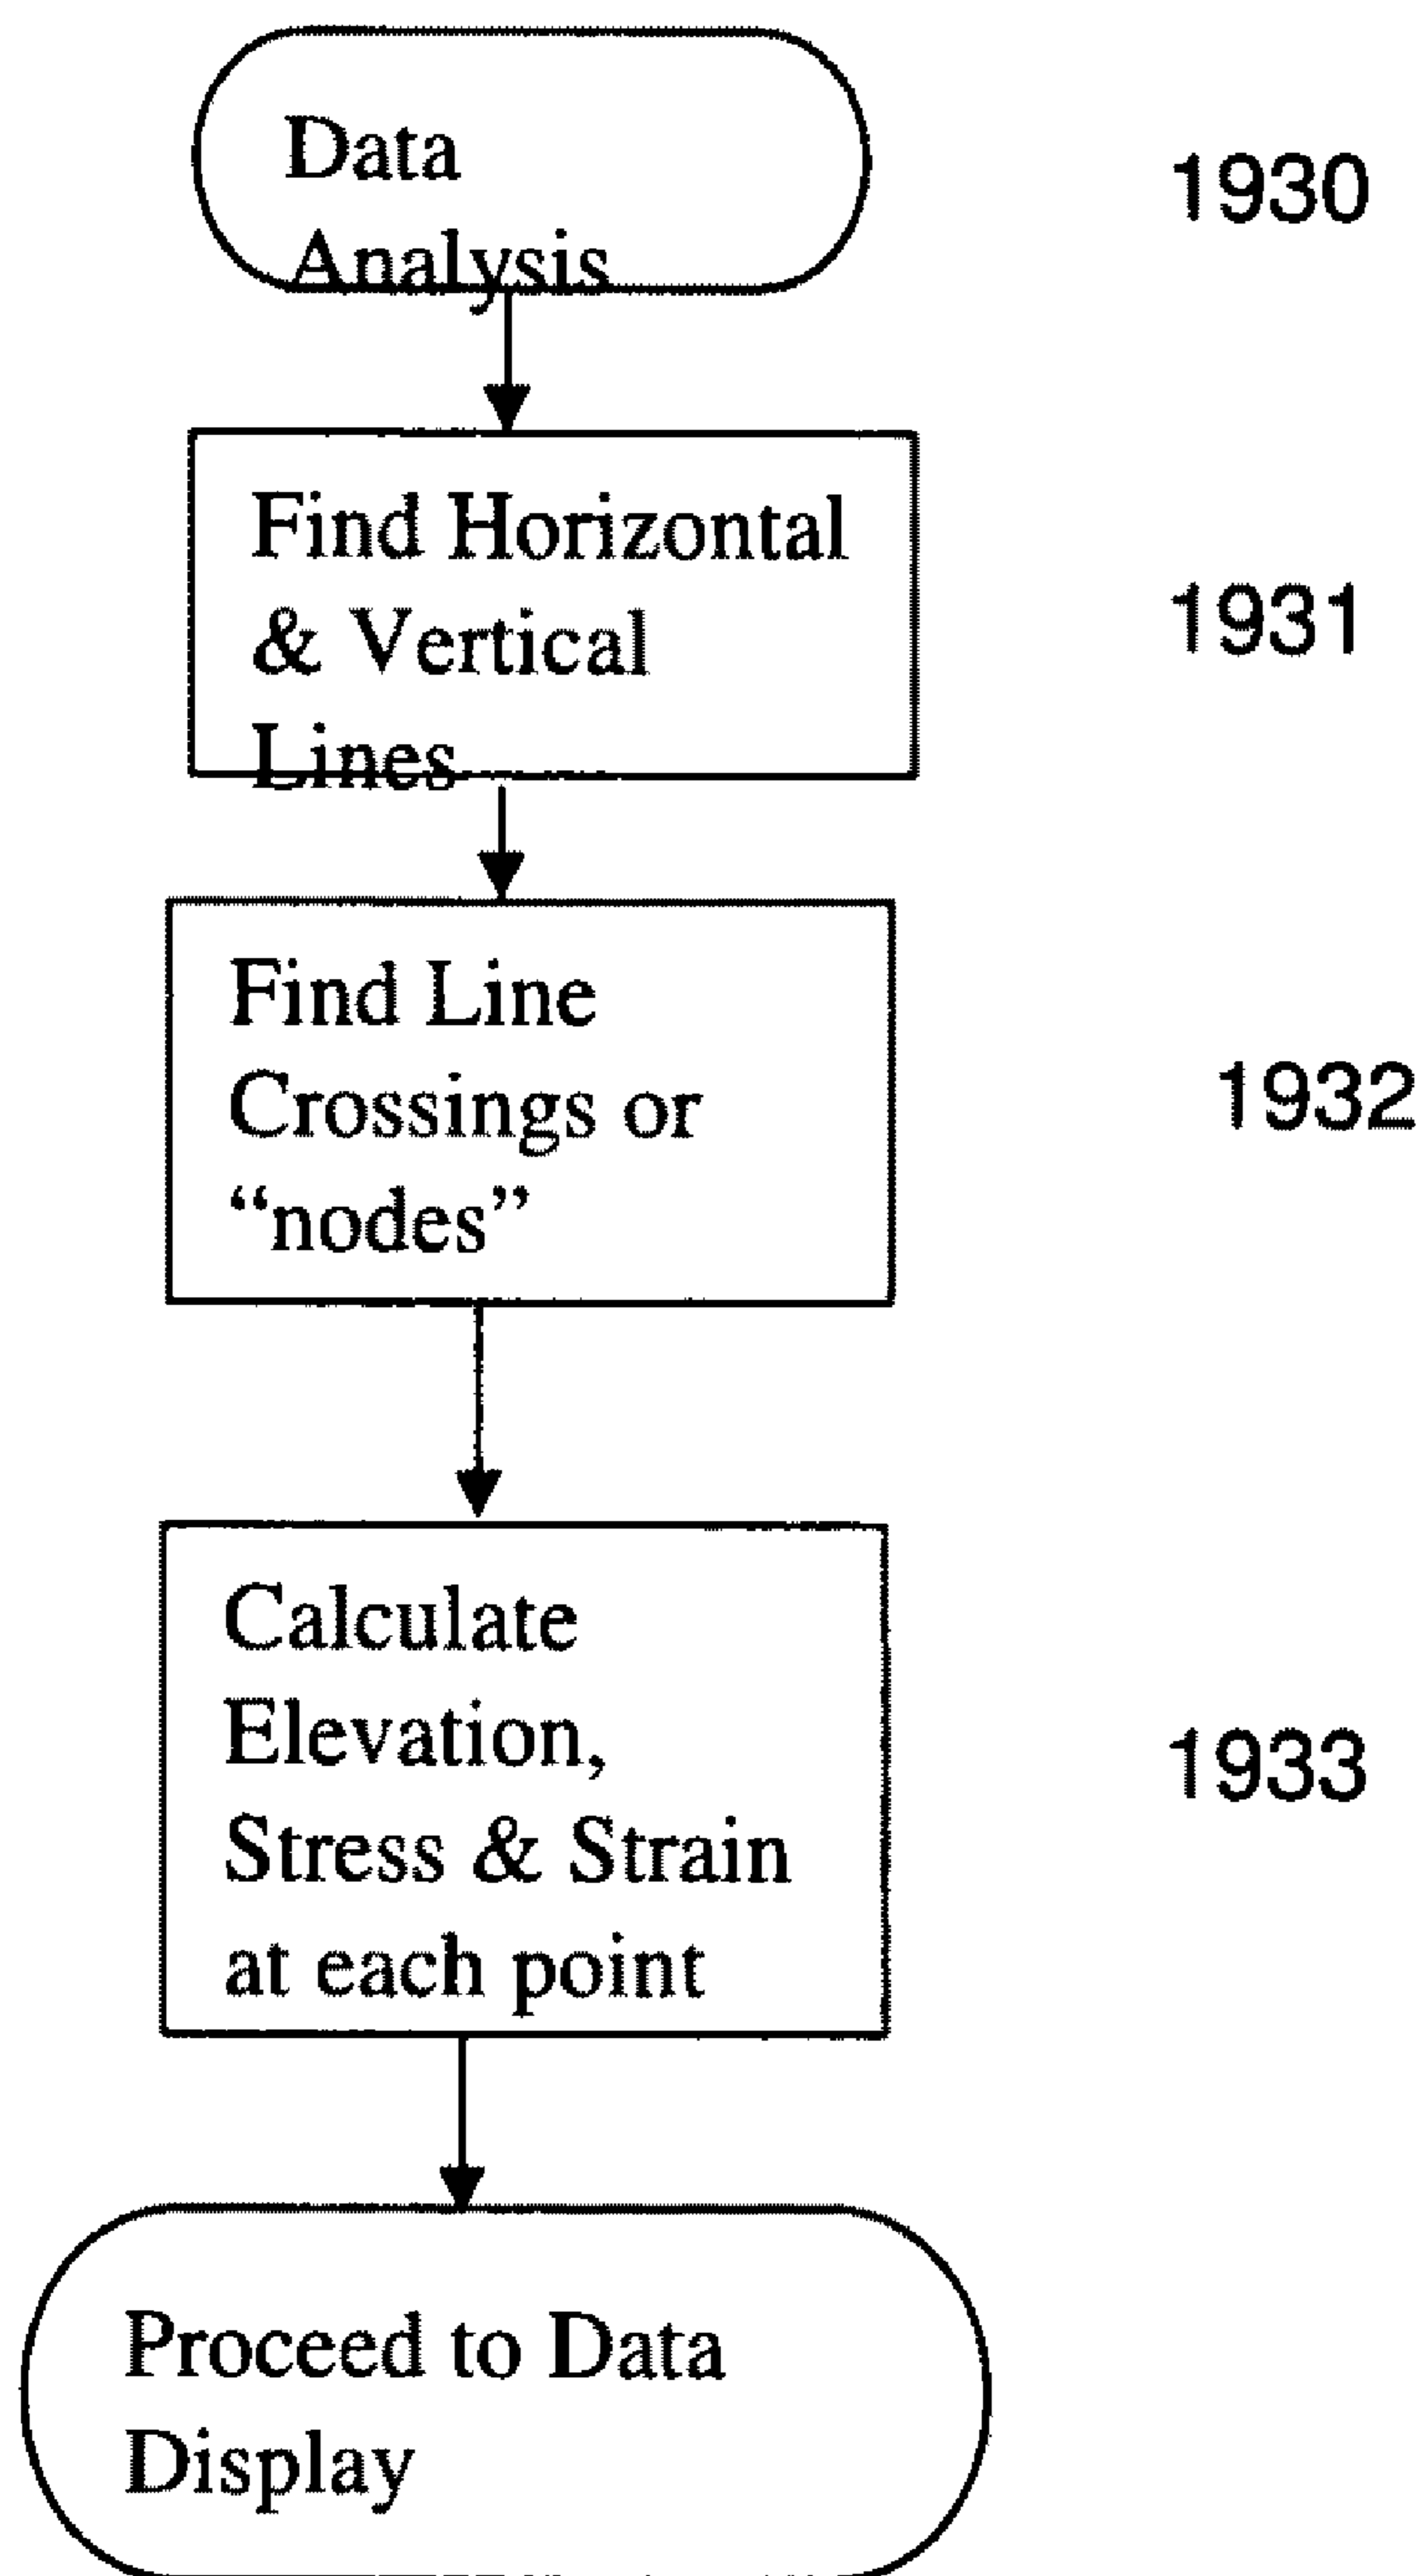 Data
Analysis
1930
Find Horizontal
& Vertical
Lines
1931
Find Line
Crossings or
“nodes”
1932
Calculate
Elevation,
Stress & Strain
at each point
1933
Proceed to Data
Display